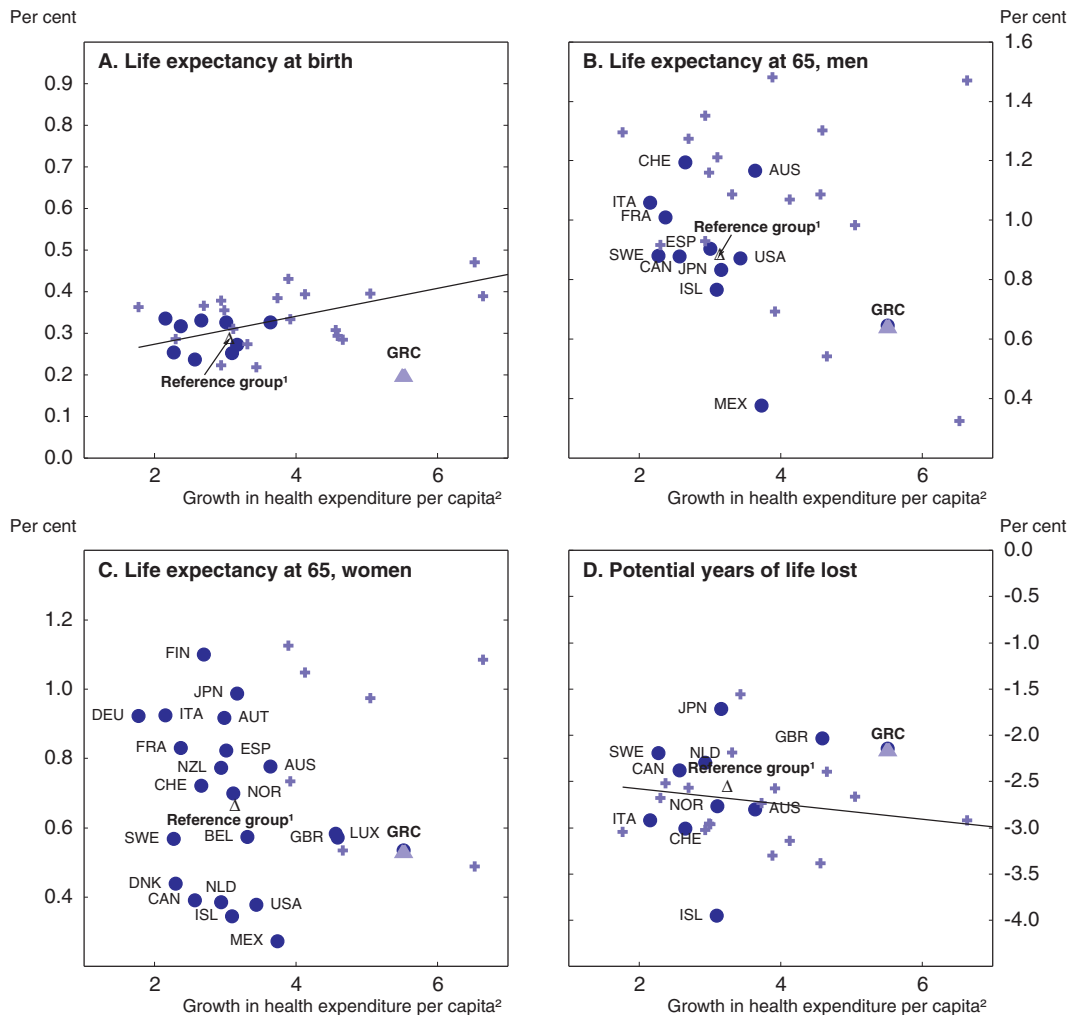 Per cent
Per cent
A. Life expectancy at birth
0.9
0.8
0.7
0.6
0.5
0.4
0.3
0.2
0.1
0.0
GRC
Reference group¹
2
4
6
Growth in health expenditure per capita²
B. Life expectancy at 65, men
1.6
1.4
1.2
1.0
0.8
0.6
0.4
CHE
AUS
ITA
FRA
Reference group¹
ESP
SWE
CAN
JPN
USA
ISL
GRC
MEX
2
4
6
Growth in health expenditure per capita²
Per cent
Per cent
C. Life expectancy at 65, women
1.2
1.0
0.8
0.6
0.4
FIN
JPN
DEU
ITA
AUT
FRA
ESP
NZL
AUS
CHE
NOR
Reference group¹
SWE
BEL
GBR
LUX
GRC
DNK
CAN
NLD
ISL
USA
MEX
2
4
6
Growth in health expenditure per capita²
D. Potential years of life lost
0.0
-0.5
-1.0
-1.5
-2.0
-2.5
-3.0
-3.5
-4.0
JPN
GBR
GRC
SWE
NLD
CAN
Reference group¹
NOR
AUS
ITA
CHE
ISL
2
4
6
Growth in health expenditure per capita²